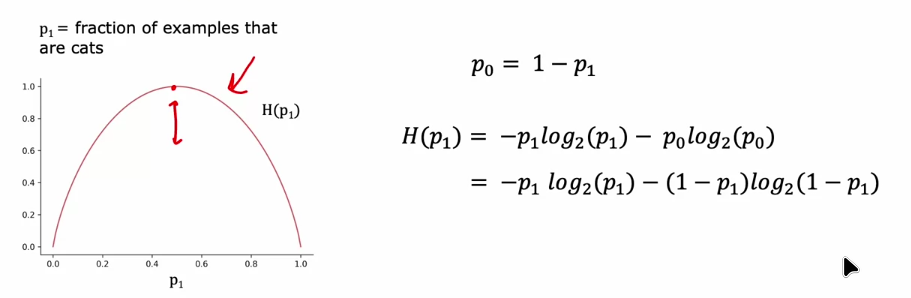 p₁ = fraction of examples that
are cats
1.0
0.8
0.6
0.4
0.2
0.0
0.0 0.2 0.4 0.6 0.8 1.0
p₁
H(p₁)
p₀ = 1 − p₁
H(p₁) = −p₁log₂(p₁) − p₀log₂(p₀)
= −p₁ log₂(p₁) − (1 − p₁)log₂(1 − p₁)